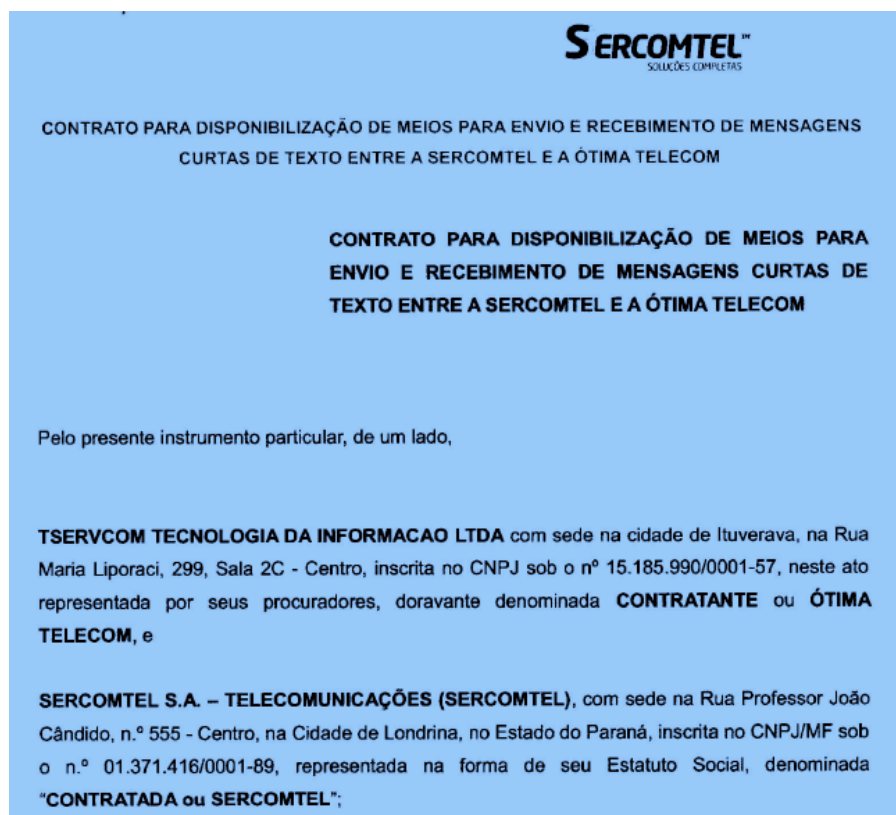 SERCOMTEL™
SOLUÇÕES COMPLETAS
CONTRATO PARA DISPONIBILIZAÇÃO DE MEIOS PARA ENVIO E RECEBIMENTO DE MENSAGENS
CURTAS DE TEXTO ENTRE A SERCOMTEL E A ÓTIMA TELECOM
CONTRATO PARA DISPONIBILIZAÇÃO DE MEIOS PARA
ENVIO E RECEBIMENTO DE MENSAGENS CURTAS DE
TEXTO ENTRE A SERCOMTEL E A ÓTIMA TELECOM
Pelo presente instrumento particular, de um lado,
TSERVCOM TECNOLOGIA DA INFORMACAO LTDA com sede na cidade de Ituverava, na Rua
Maria Liporaci, 299, Sala 2C - Centro, inscrita no CNPJ sob o nº 15.185.990/0001-57, neste ato
representada por seus procuradores, doravante denominada CONTRATANTE ou ÓTIMA
TELECOM, e
SERCOMTEL S.A. – TELECOMUNICAÇÕES (SERCOMTEL), com sede na Rua Professor João
Cândido, n.º 555 - Centro, na Cidade de Londrina, no Estado do Paraná, inscrita no CNPJ/MF sob
o n.º 01.371.416/0001-89, representada na forma de seu Estatuto Social, denominada
"CONTRATADA ou SERCOMTEL";